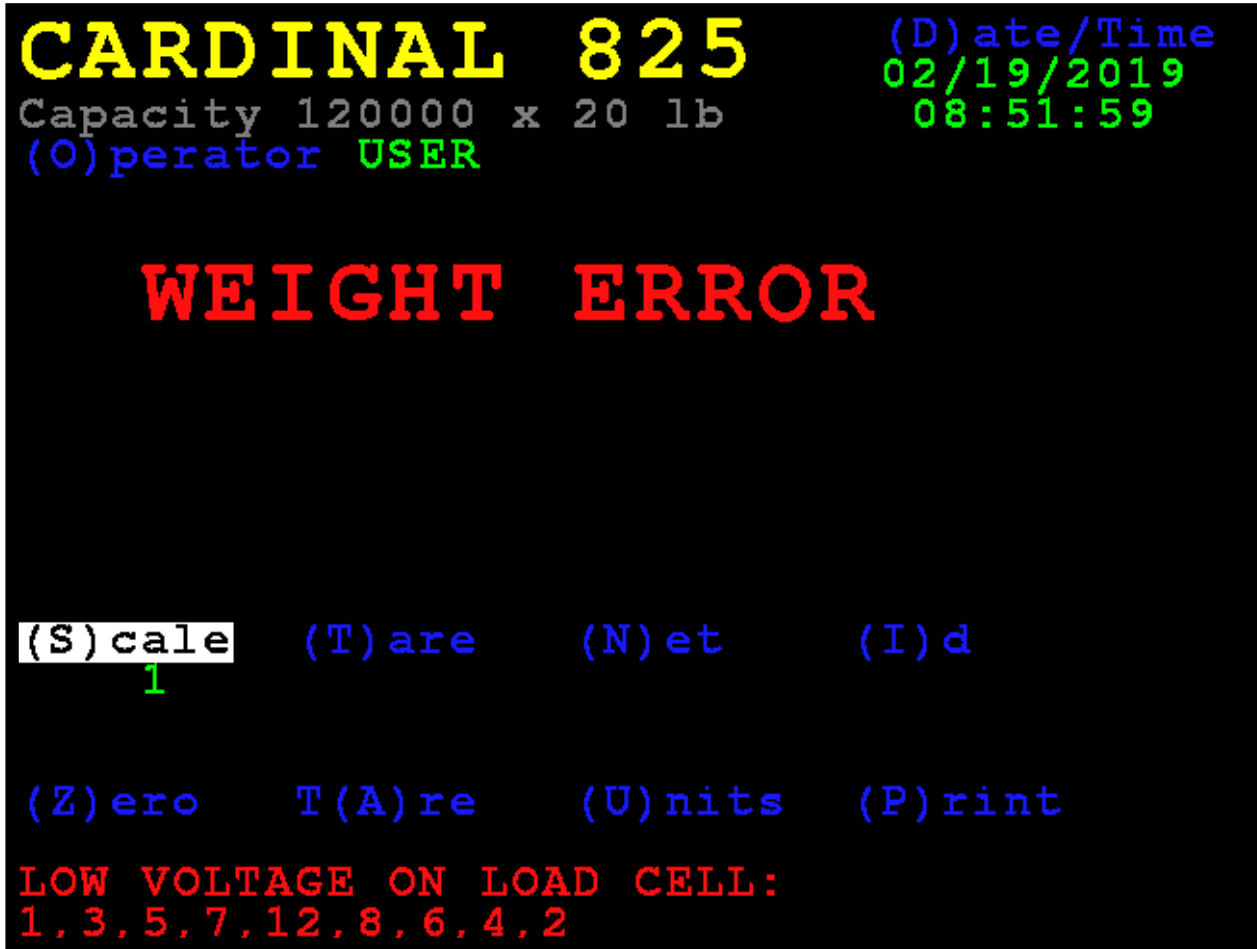 CARDINAL 825
(D)ate/Time
02/19/2019
Capacity 120000 x 20 lb
08:51:59
(O)perator USER
WEIGHT ERROR
(S)cale (T)are (N)et (I)d
1
(Z)ero T(A)re (U)nits (P)rint
LOW VOLTAGE ON LOAD CELL:
1,3,5,7,12,8,6,4,2